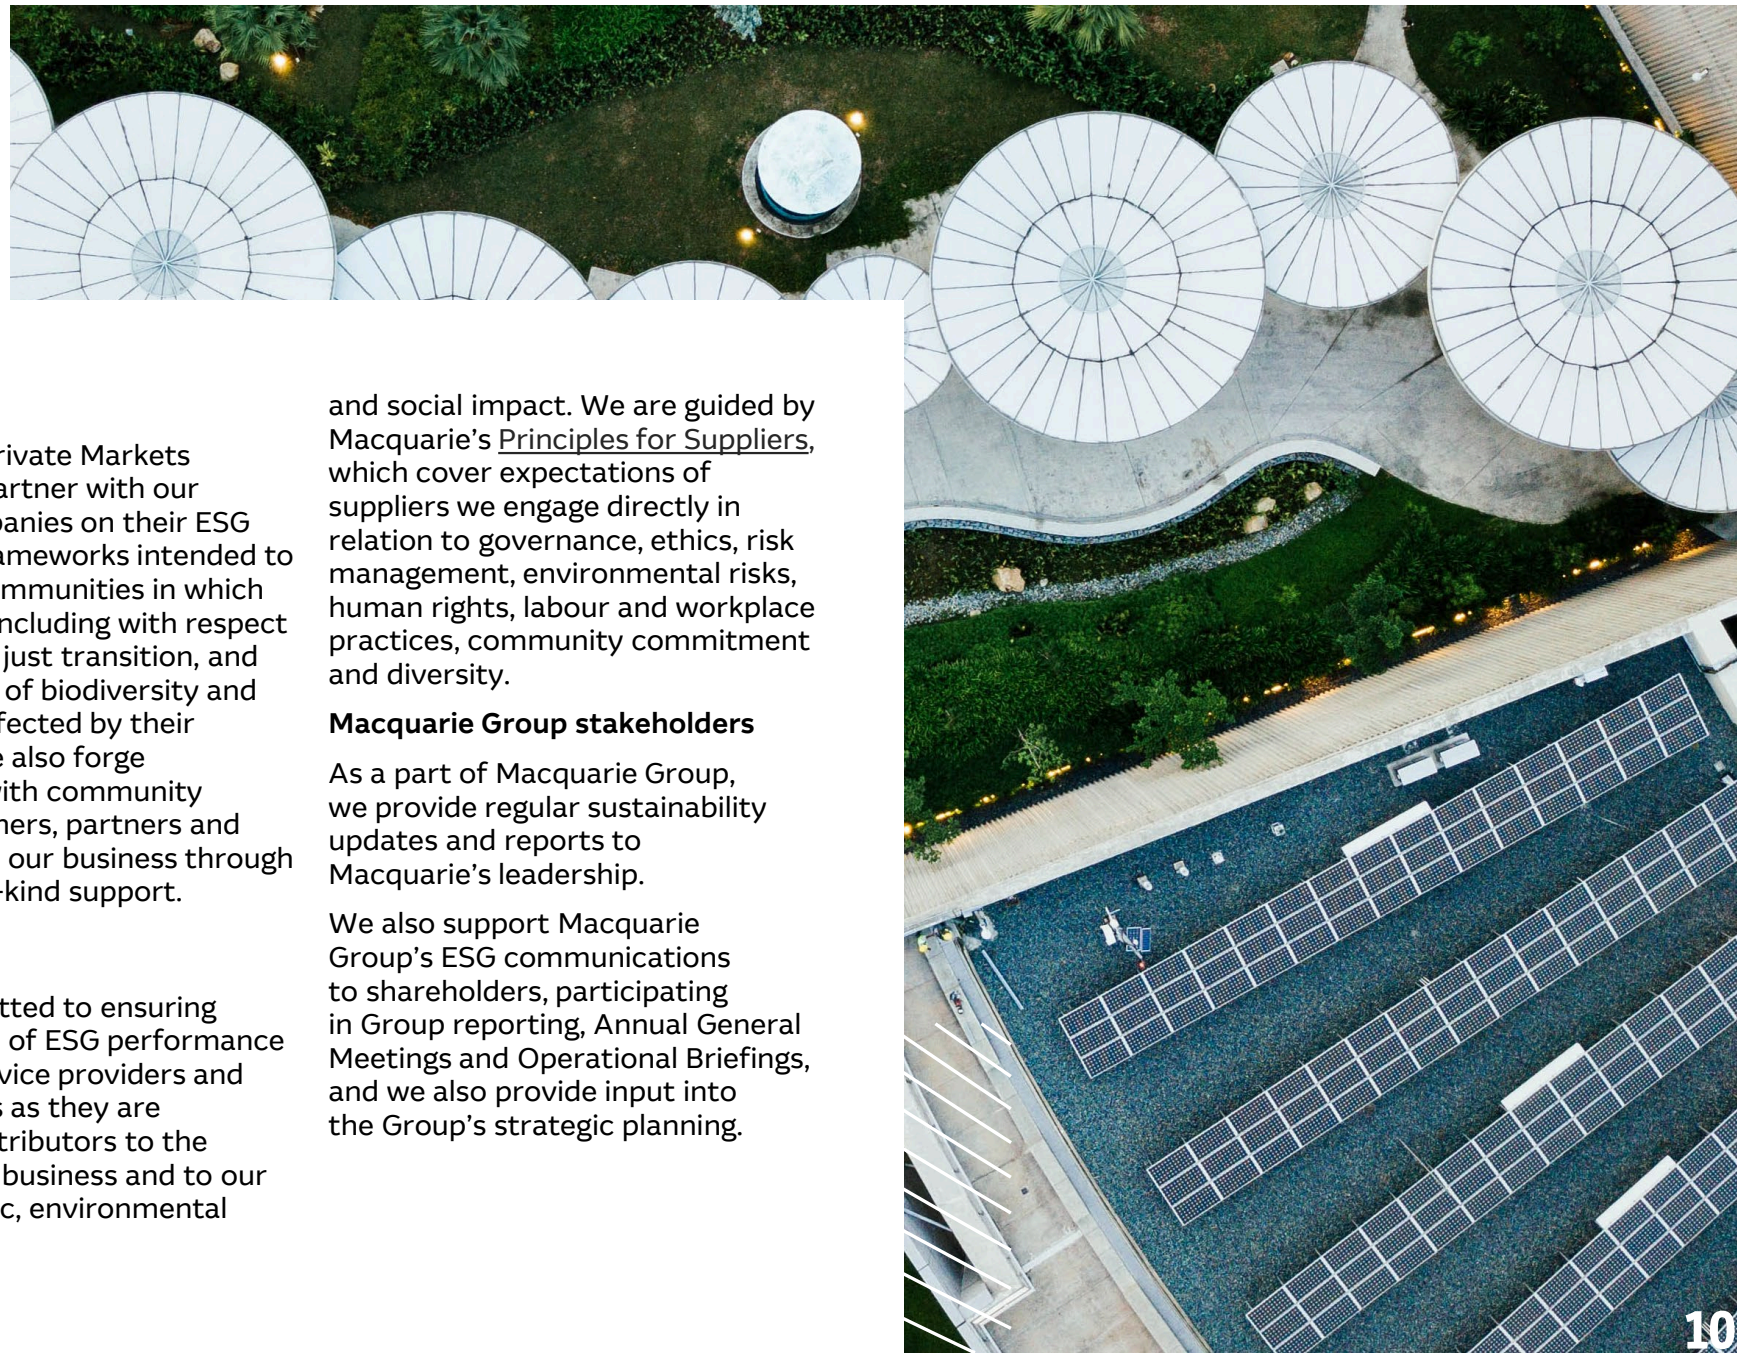 rivate Markets
artner with our
panies on their ESG
ameworks intended to
mmunities in which
including with respect
just transition, and
of biodiversity and
fected by their
e also forge
with community
ners, partners and
our business through
-kind support.
tted to ensuring
of ESG performance
vice providers and
s as they are
tributors to the
business and to our
c, environmental
and social impact. We are guided by
Macquarie’s Principles for Suppliers,
which cover expectations of
suppliers we engage directly in
relation to governance, ethics, risk
management, environmental risks,
human rights, labour and workplace
practices, community commitment
and diversity.
Macquarie Group stakeholders
As a part of Macquarie Group,
we provide regular sustainability
updates and reports to
Macquarie’s leadership.
We also support Macquarie
Group’s ESG communications
to shareholders, participating
in Group reporting, Annual General
Meetings and Operational Briefings,
and we also provide input into
the Group’s strategic planning.
10